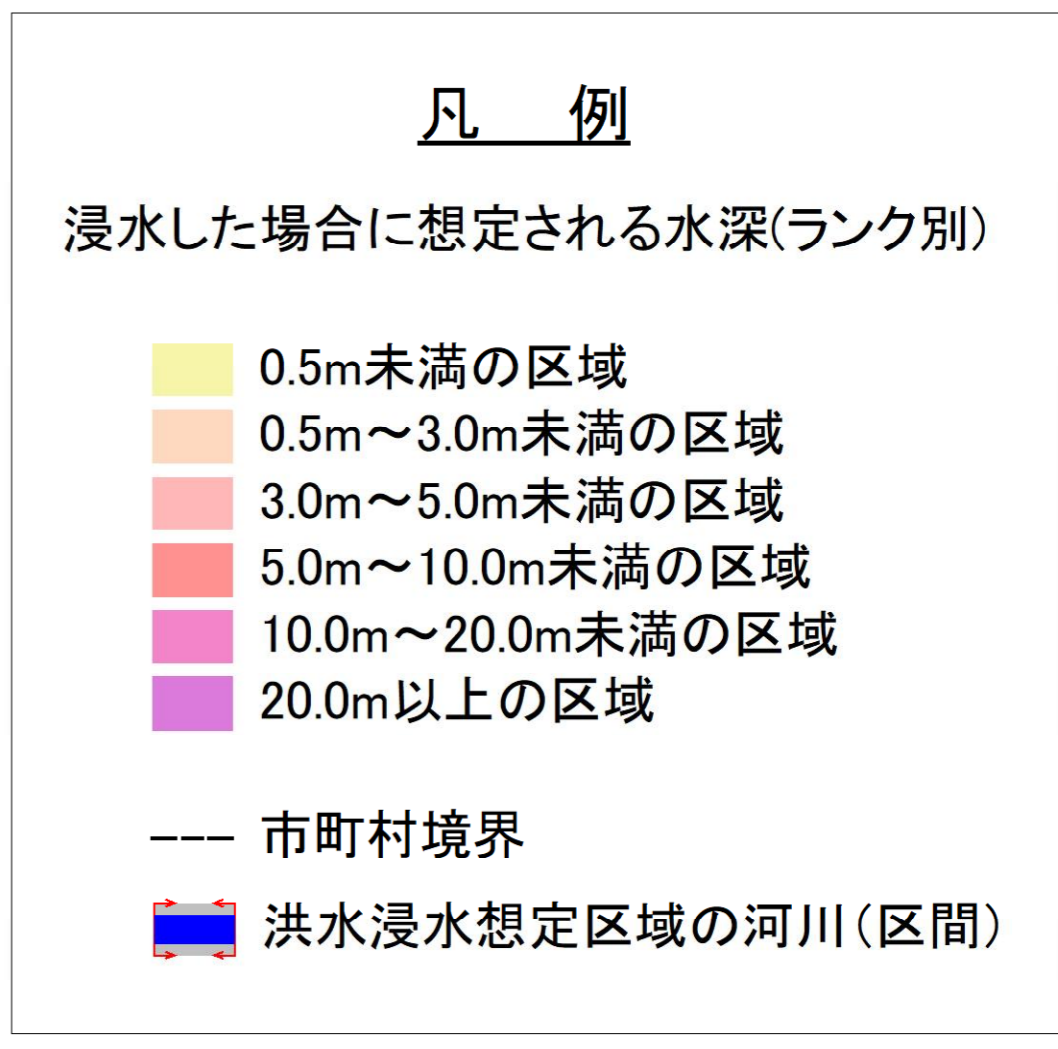 凡 例
浸水した場合に想定される水深(ランク別)
0.5m未満の区域
0.5m～3.0m未満の区域
3.0m～5.0m未満の区域
5.0m～10.0m未満の区域
10.0m～20.0m未満の区域
20.0m以上の区域
市町村境界
洪水浸水想定区域の河川(区間)